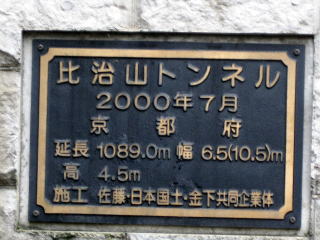 比治山トンネル
2000年7月
京都府
延長 1089.0m 幅 6.5(10.5)m
高 4.5m
施工 佐藤・日本国土・金下共同企業体